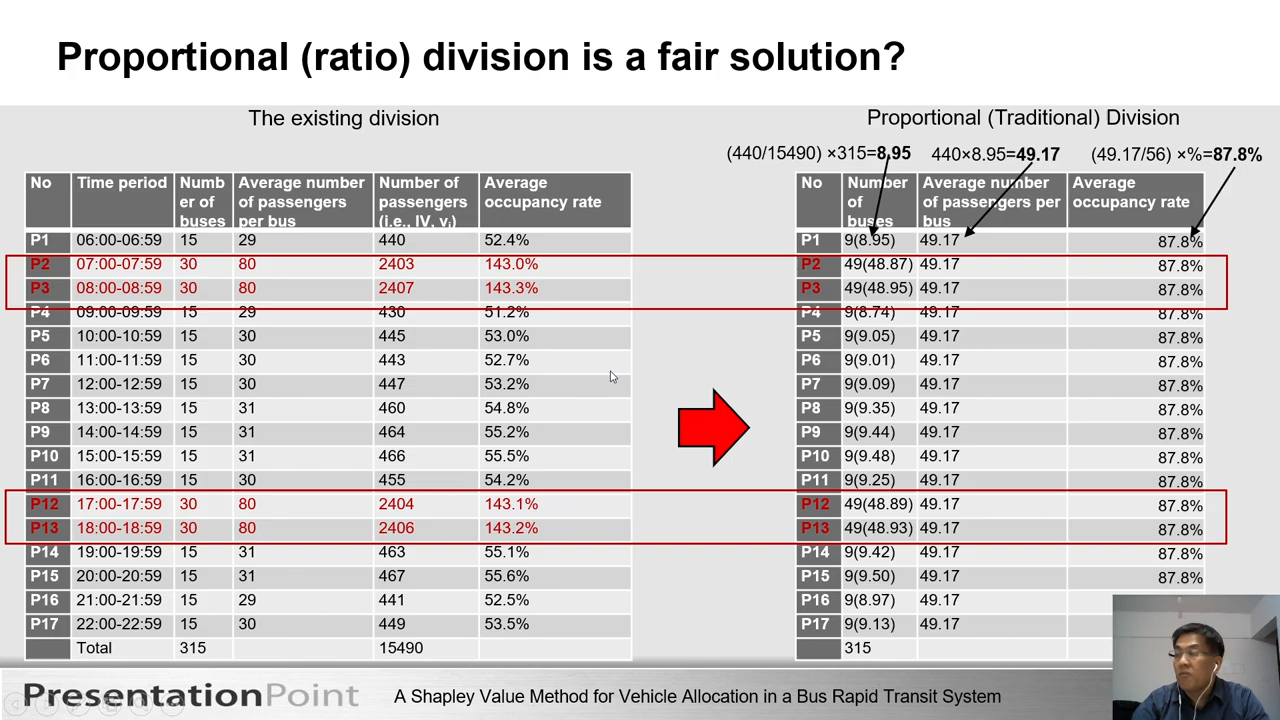 Proportional (ratio) division is a fair solution?
The existing division
Proportional (Traditional) Division
(440/15490) ×315=8.95 440×8.95=49.17 (49.17/56) ×%=87.8%
No Time period Numb er of buses Average number of passengers per bus Number of passengers (i.e., IV, vᵢ) Average occupancy rate
P1 06:00-06:59 15 29 440 52.4%
P2 07:00-07:59 30 80 2403 143.0%
P3 08:00-08:59 30 80 2407 143.3%
P4 09:00-09:59 15 29 430 51.2%
P5 10:00-10:59 15 30 445 53.0%
P6 11:00-11:59 15 30 443 52.7%
P7 12:00-12:59 15 30 447 53.2%
P8 13:00-13:59 15 31 460 54.8%
P9 14:00-14:59 15 31 464 55.2%
P10 15:00-15:59 15 31 466 55.5%
P11 16:00-16:59 15 30 455 54.2%
P12 17:00-17:59 30 80 2404 143.1%
P13 18:00-18:59 30 80 2406 143.2%
P14 19:00-19:59 15 31 463 55.1%
P15 20:00-20:59 15 31 467 55.6%
P16 21:00-21:59 15 29 441 52.5%
P17 22:00-22:59 15 30 449 53.5%
Total 315 15490
No Number of buses Average number of passengers per bus Average occupancy rate
P1 9(8.95) 49.17 87.8%
P2 49(48.87) 49.17 87.8%
P3 49(48.95) 49.17 87.8%
P4 9(8.74) 49.17 87.8%
P5 9(9.05) 49.17 87.8%
P6 9(9.01) 49.17 87.8%
P7 9(9.09) 49.17 87.8%
P8 9(9.35) 49.17 87.8%
P9 9(9.44) 49.17 87.8%
P10 9(9.48) 49.17 87.8%
P11 9(9.25) 49.17 87.8%
P12 49(48.89) 49.17 87.8%
P13 49(48.93) 49.17 87.8%
P14 9(9.42) 49.17 87.8%
P15 9(9.50) 49.17 87.8%
P16 9(8.97) 49.17
P17 9(9.13) 49.17
315
PresentationPoint
A Shapley Value Method for Vehicle Allocation in a Bus Rapid Transit System